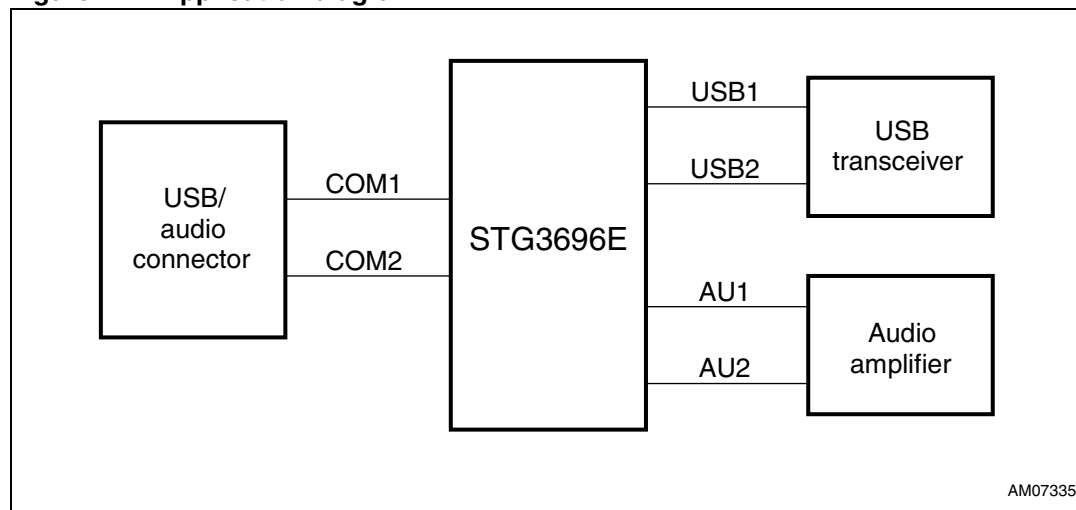 USB/
audio
connector
COM1
COM2
STG3696E
USB1
USB2
USB
transceiver
AU1
AU2
Audio
amplifier
AM07335